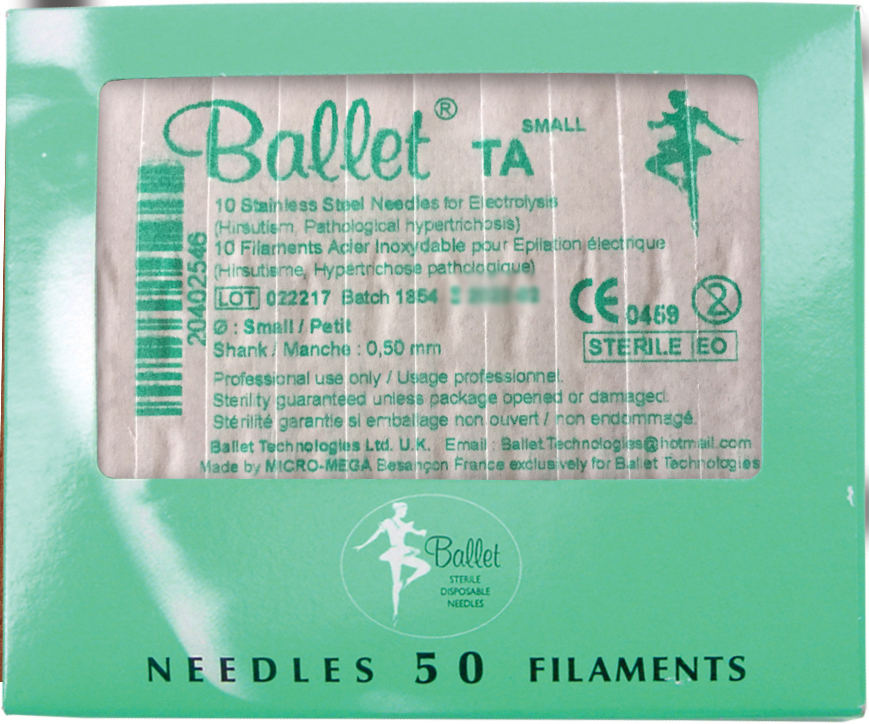 Ballet® TA SMALL
10 Stainless Steel Needles for Electrolysis
(Hirsutism, Pathological hypertrichosis)
10 Filaments Acier Inoxydable pour Epilation électrique
(Hirsutisme, Hypertrichose pathologique)
LOT 022217 Batch 1854
20402546
CE 0459 2
Ø : Small / Petit
STERILE EO
Shank / Manche : 0,50 mm
Professional use only / Usage professionnel.
Sterility guaranteed unless package opened or damaged.
Stérilité garantie si emballage non ouvert / non endommagé.
Ballet Technologies Ltd. U.K. Email : Ballet.Technologies@hotmail.com
Made by MICRO-MEGA Besançon France exclusively for Ballet Technologies
Ballet
STERILE
DISPOSABLE
NEEDLES
NEEDLES 50 FILAMENTS